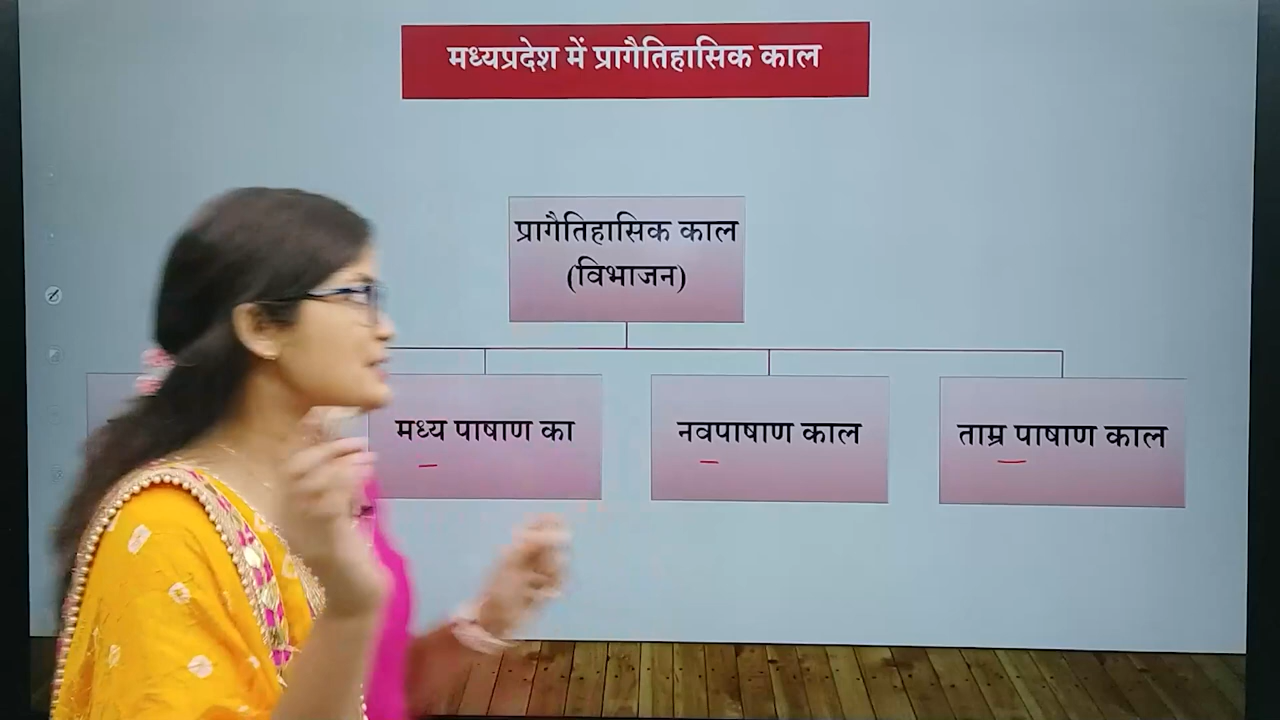 मध्यप्रदेश में प्रागैतिहासिक काल
प्रागैतिहासिक काल
(विभाजन)
मध्य पाषाण का
नवपाषाण काल
ताम्र पाषाण काल